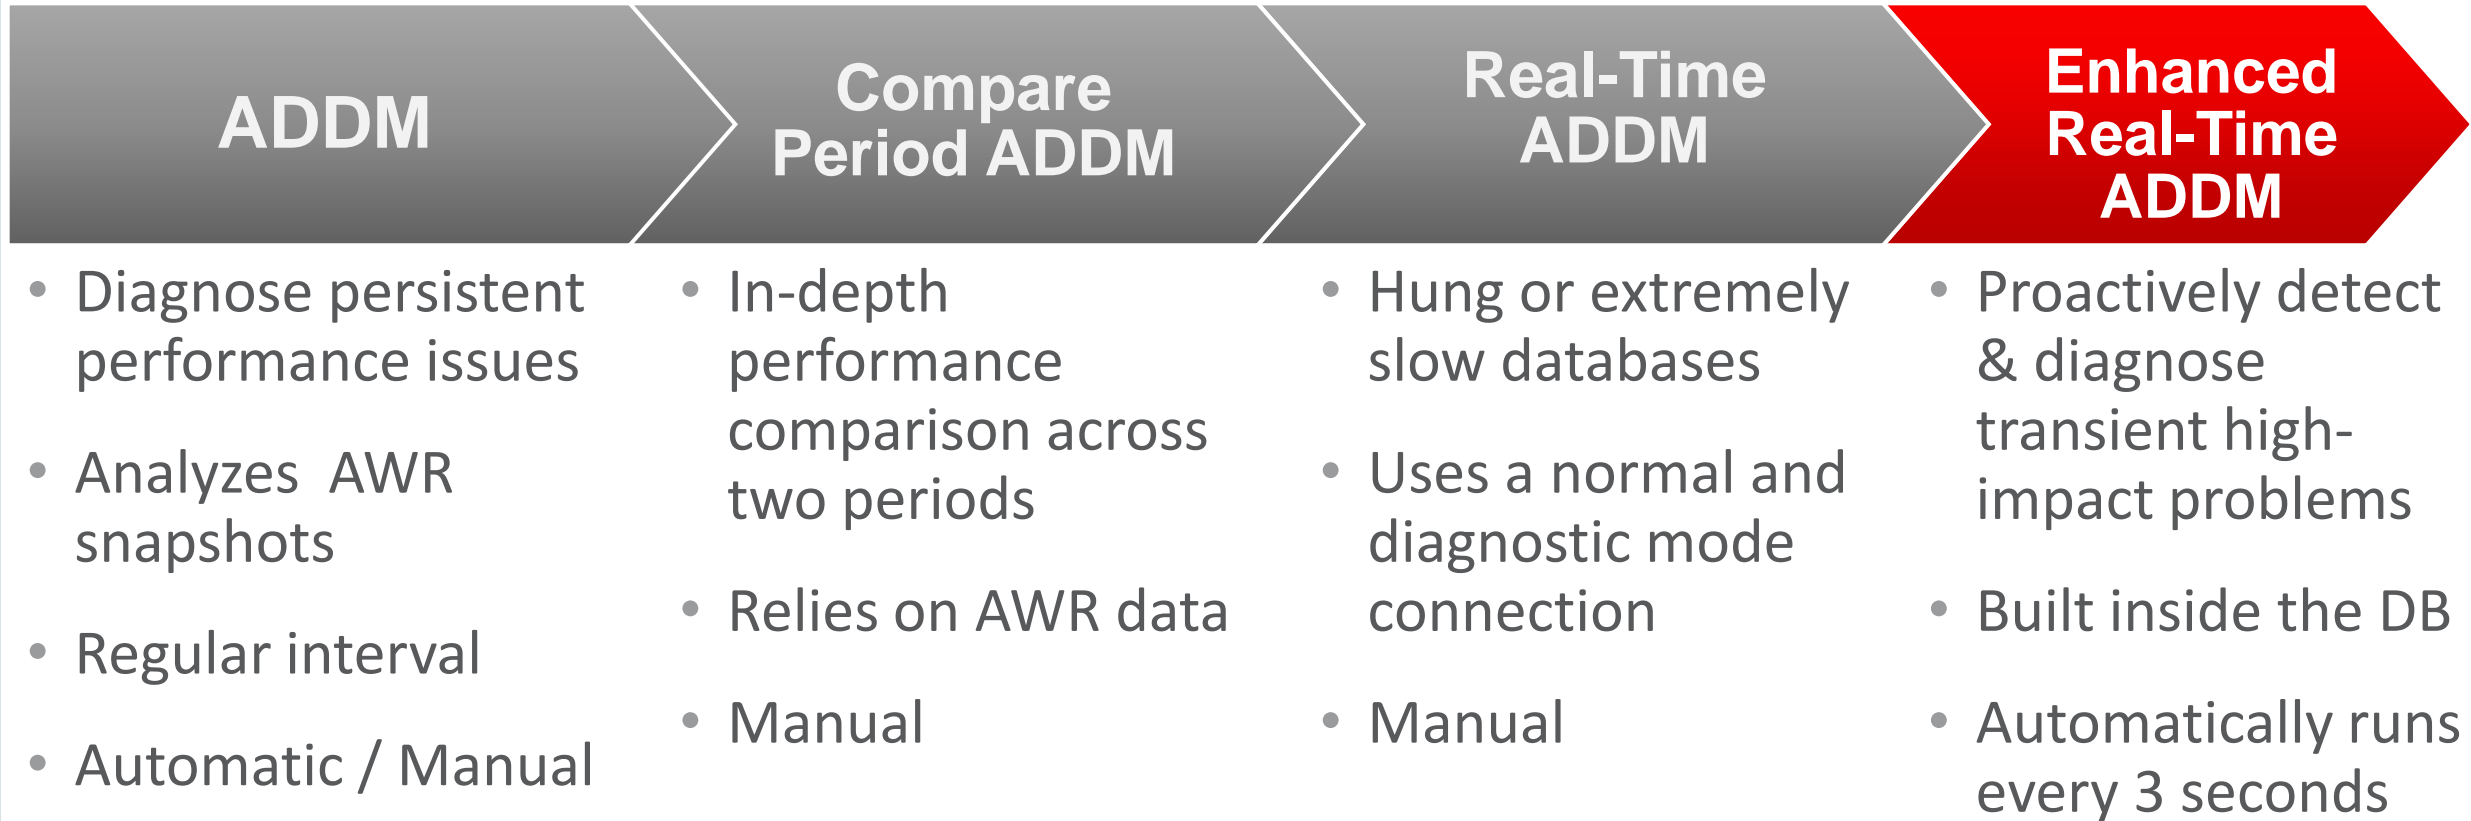 ADDM
Compare
Period ADDM
Real-Time
ADDM
Enhanced
Real-Time
ADDM
• Diagnose persistent
performance issues
• Analyzes  AWR
snapshots
• Regular interval
• Automatic / Manual
• In-depth
performance
comparison across
two periods
• Relies on AWR data
• Manual
• Hung or extremely
slow databases
• Uses a normal and
diagnostic mode
connection
• Manual
• Proactively detect
& diagnose
transient high-
impact problems
• Built inside the DB
• Automatically runs
every 3 seconds